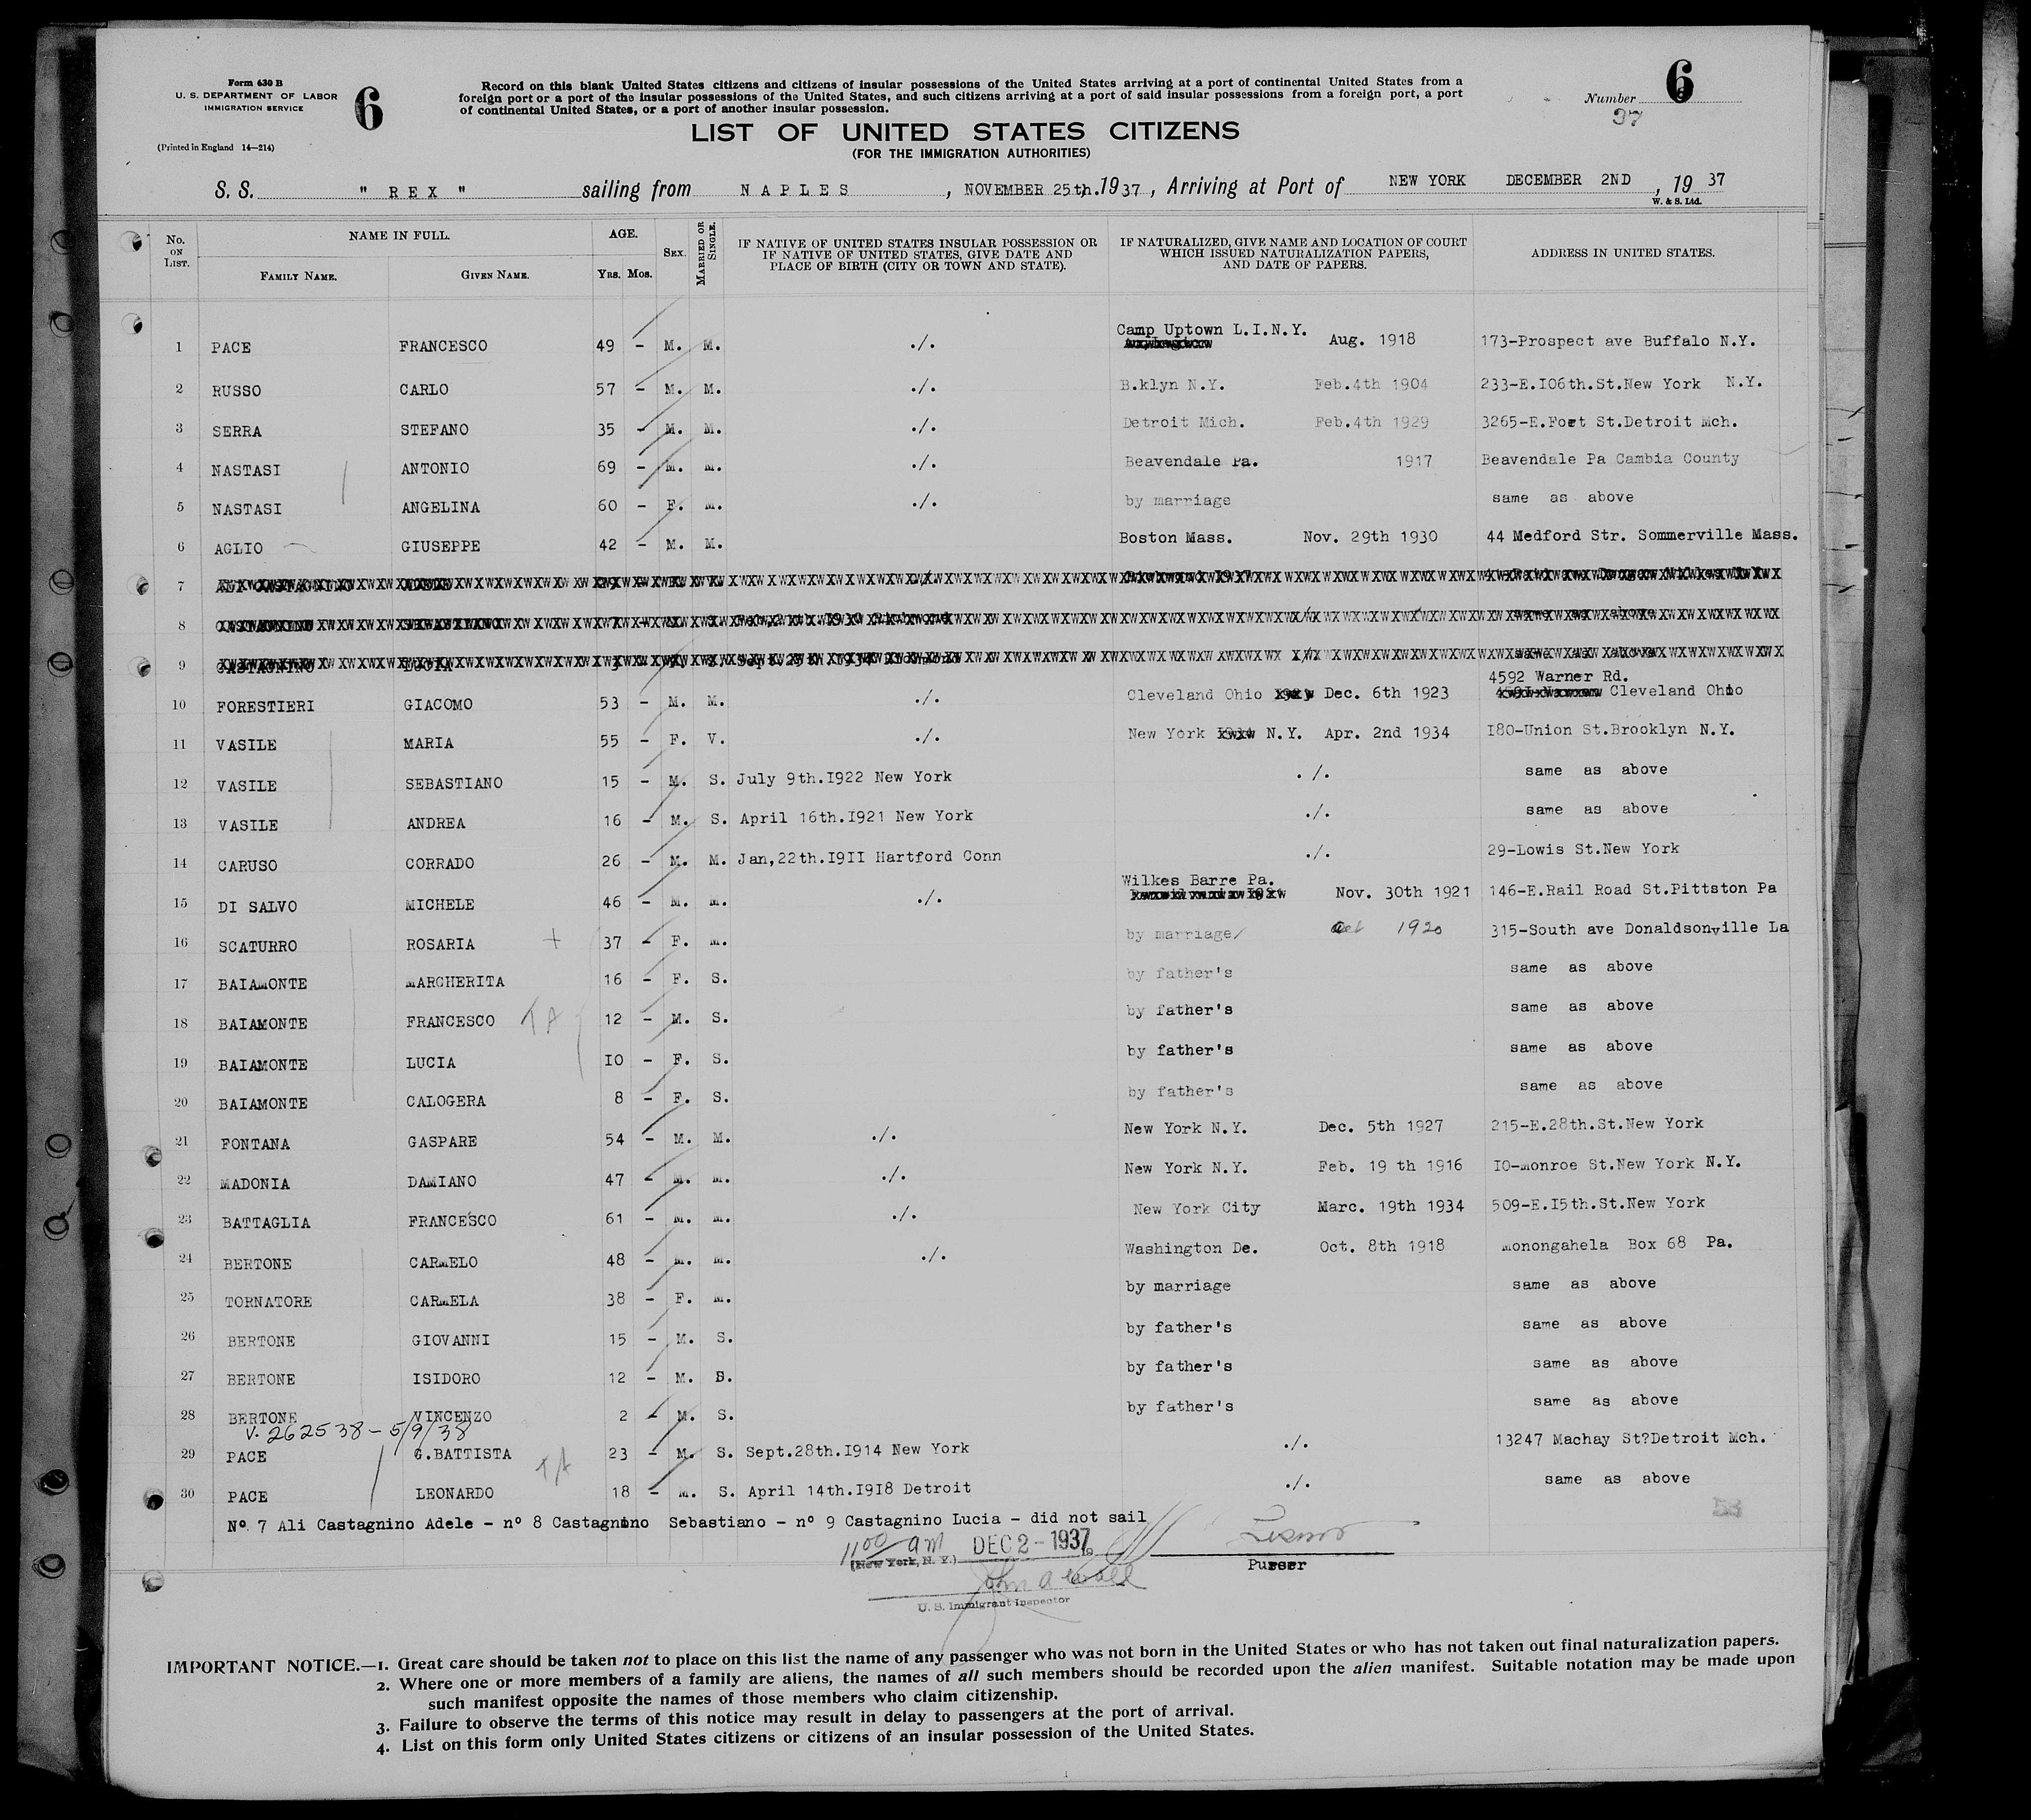 Form 630 B
U. S. DEPARTMENT OF LABOR
IMMIGRATION SERVICE
(Printed in England 14—214)
6
Record on this blank United States citizens and citizens of insular possessions of the United States arriving at a port of continental United States from a
foreign port or a port of the insular possessions of the United States, and such citizens arriving at a port of said insular possessions from a foreign port, a port
of continental United States, or a port of another insular possession.
Number 6
37
LIST OF UNITED STATES CITIZENS
(FOR THE IMMIGRATION AUTHORITIES)
S. S. " REX " sailing from NAPLES, NOVEMBER 25th. 1937, Arriving at Port of NEW YORK DECEMBER 2ND, 1937
W. & S. Ltd.
No. ON LIST. NAME IN FULL. FAMILY NAME. GIVEN NAME. AGE. YRS. MOS. SEX. MARRIED OR SINGLE. IF NATIVE OF UNITED STATES INSULAR POSSESSION OR IF NATIVE OF UNITED STATES, GIVE DATE AND PLACE OF BIRTH (CITY OR TOWN AND STATE). IF NATURALIZED, GIVE NAME AND LOCATION OF COURT WHICH ISSUED NATURALIZATION PAPERS, AND DATE OF PAPERS. ADDRESS IN UNITED STATES.
1 PACE FRANCESCO 49 - M. M. ./. Camp Uptown L.I.N.Y. Aug. 1918 173-Prospect ave Buffalo N.Y.
2 RUSSO CARLO 57 - M. M. ./. B.klyn N.Y. Feb.4th 1904 233-E.I06th.St.New York N.Y.
3 SERRA STEFANO 35 - M. M. ./. Detroit Mich. Feb.4th 1929 3265-E.Fort St.Detroit Mch.
4 NASTASI ANTONIO 69 - M. M. ./. Beavendale Pa. 1917 Beavendale Pa Cambia County
5 NASTASI ANGELINA 60 - F. M. ./. by marriage same as above
6 AGLIO GIUSEPPE 42 - M. M. Boston Mass. Nov. 29th 1930 44 Medford Str. Sommerville Mass.
7
8
9
10 FORESTIERI GIACOMO 53 - M. M. ./. Cleveland Ohio Dec. 6th 1923 4592 Warner Rd. Cleveland Ohio
11 VASILE MARIA 55 - F. V. ./. New York N.Y. Apr. 2nd 1934 I80-Union St.Brooklyn N.Y.
12 VASILE SEBASTIANO 15 - M. S. July 9th.I922 New York ./. same as above
13 VASILE ANDREA 16 - M. S. April 16th.I921 New York ./. same as above
14 CARUSO CORRADO 26 - M. M. Jan,22th.I9II Hartford Conn ./. 29-Lowis St.New York
15 DI SALVO MICHELE 46 - M. M. ./. Wilkes Barre Pa. Nov. 30th 1921 146-E.Rail Road St.Pittston Pa
16 SCATURRO ROSARIA + 37 - F. M. by marriage/ Oct 1920 315-South ave Donaldsonville La
17 BAIAMONTE MARGHERITA 16 - F. S. by father's same as above
18 BAIAMONTE FRANCESCO TA 12 - M. S. by father's same as above
19 BAIAMONTE LUCIA IO - F. S. by father's same as above
20 BAIAMONTE CALOGERA 8 - F. S. by father's same as above
21 FONTANA GASPARE 54 - M. M. ./. New York N.Y. Dec. 5th 1927 215-E.28th.St.New York
22 MADONIA DAMIANO 47 - M. M. ./. New York N.Y. Feb. 19 th 1916 IO-monroe St.New York N.Y.
23 BATTAGLIA FRANCESCO 61 - M. M. ./. New York City Marc. 19th 1934 509-E.I5th.St.New York
24 BERTONE CARMELO 48 - M. M. ./. Washington De. Oct. 8th 1918 monongahela Box 68 Pa.
25 TORNATORE CARMELA 38 - F. M. by marriage same as above
26 BERTONE GIOVANNI 15 - M. S. by father's same as above
27 BERTONE ISIDORO 12 - M. S. by father's same as above
28 BERTONE VINCENZO 2 - M. S. by father's same as above
V. 262538 - 5/9/38
29 PACE G.BATTISTA TA 23 - M. S. Sept.28th.I914 New York ./. 13247 Machay St?Detroit Mch.
30 PACE LEONARDO 18 - M. S. April 14th.I9I8 Detroit ./. same as above
Nº. 7 Ali Castagnino Adele - nº 8 Castagnino Sebastiano - nº 9 Castagnino Lucia - did not sail
53
11 00 am DEC 2 - 1937
(New York, N. Y.)
Purser
U. S. Immigrant Inspector
IMPORTANT NOTICE.—1. Great care should be taken not to place on this list the name of any passenger who was not born in the United States or who has not taken out final naturalization papers.
2. Where one or more members of a family are aliens, the names of all such members should be recorded upon the alien manifest. Suitable notation may be made upon
such manifest opposite the names of those members who claim citizenship.
3. Failure to observe the terms of this notice may result in delay to passengers at the port of arrival.
4. List on this form only United States citizens or citizens of an insular possession of the United States.